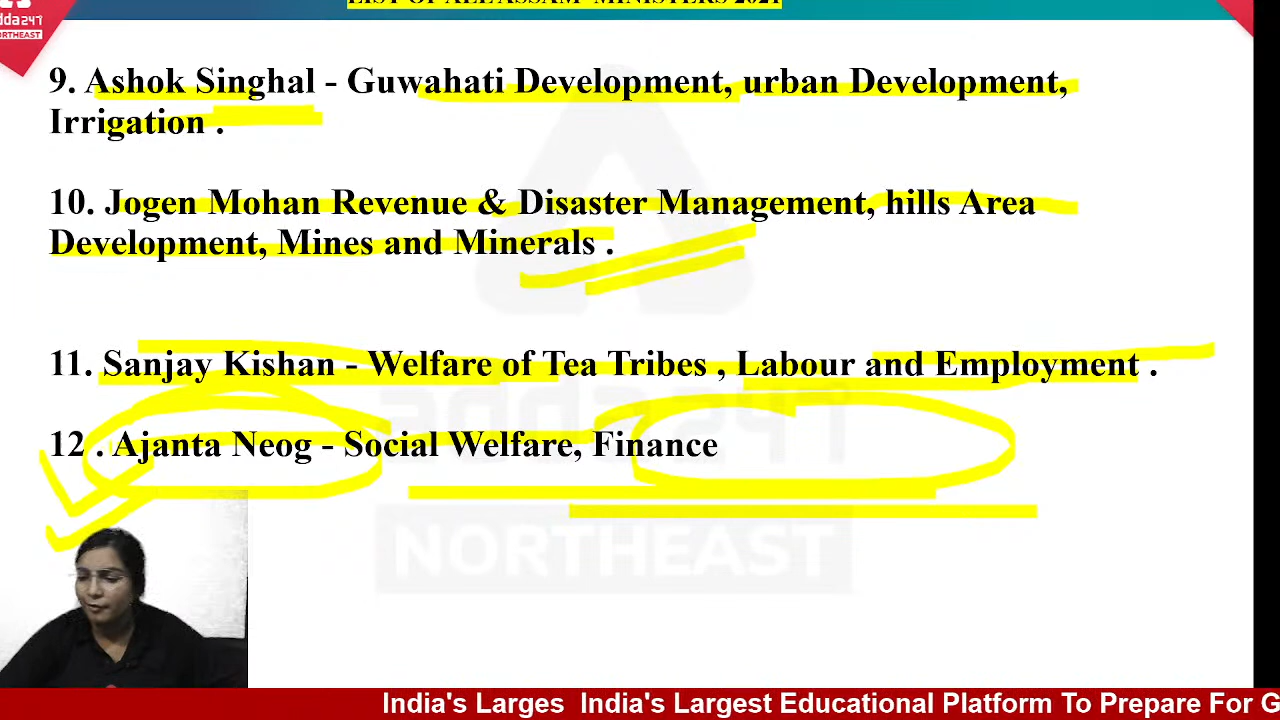 adda247
NORTHEAST
LIST OF ALL ASSAM MINISTERS 2021
9. Ashok Singhal - Guwahati Development, urban Development,
Irrigation .
10. Jogen Mohan Revenue & Disaster Management, hills Area
Development, Mines and Minerals .
11. Sanjay Kishan - Welfare of Tea Tribes , Labour and Employment .
12 . Ajanta Neog - Social Welfare, Finance
adda247
NORTHEAST
India's Larges India's Largest Educational Platform To Prepare For G